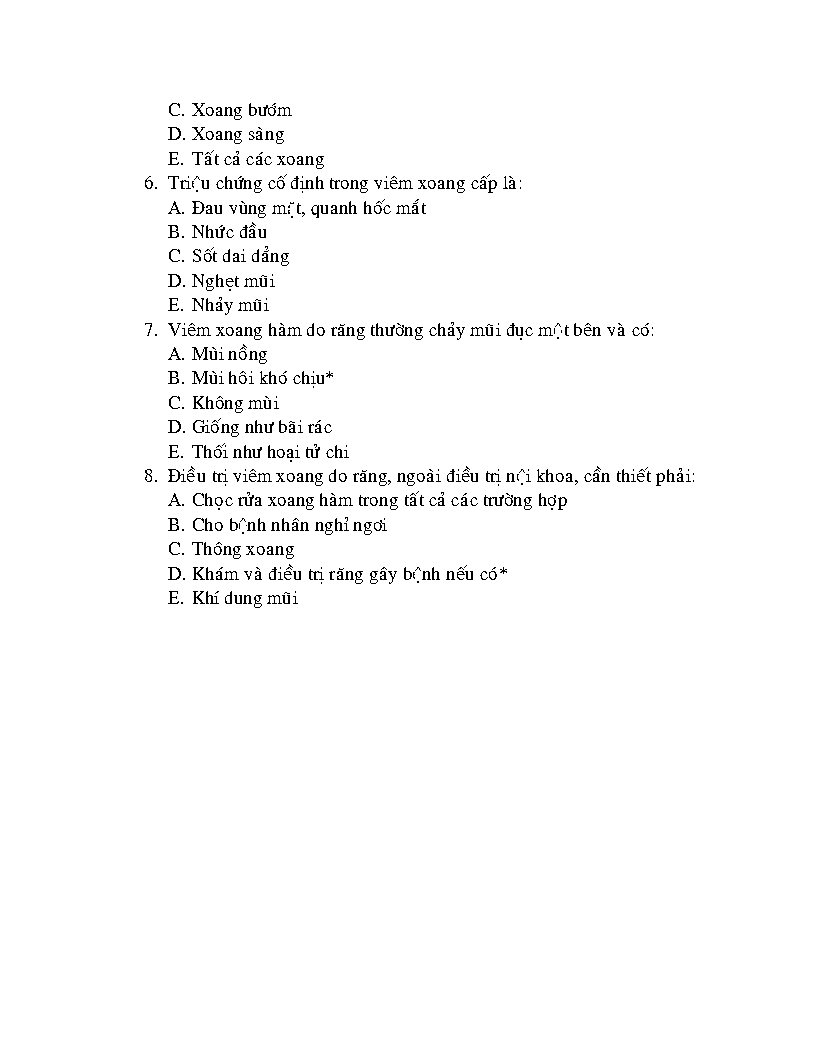 C. Xoang bướm
D. Xoang sàng
E. Tất cả các xoang
6. Triệu chứng cố định trong viêm xoang cấp là:
A. Đau vùng mặt, quanh hốc mắt
B. Nhức đầu
C. Sốt dai dẳng
D. Nghẹt mũi
E. Nhảy mũi
7. Viêm xoang hàm do răng thường chảy mũi đục một bên và có:
A. Mùi nồng
B. Mùi hôi khó chịu*
C. Không mùi
D. Giống như bãi rác
E. Thối như hoại tử chi
8. Điều trị viêm xoang do răng, ngoài điều trị nội khoa, cần thiết phải:
A. Chọc rửa xoang hàm trong tất cả các trường hợp
B. Cho bệnh nhân nghỉ ngơi
C. Thông xoang
D. Khám và điều trị răng gây bệnh nếu có*
E. Khí dung mũi